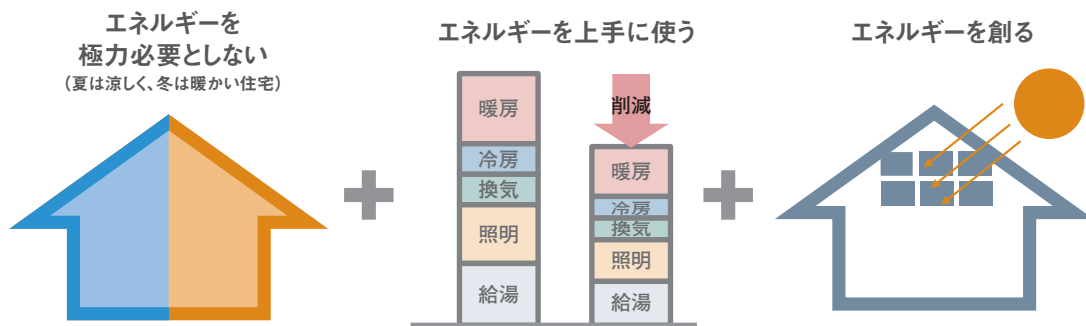 エネルギーを
極力必要としない
（夏は涼しく、冬は暖かい住宅）
エネルギーを上手に使う
暖房
冷房
換気
照明
給湯
削減
暖房
冷房
換気
照明
給湯
エネルギーを創る